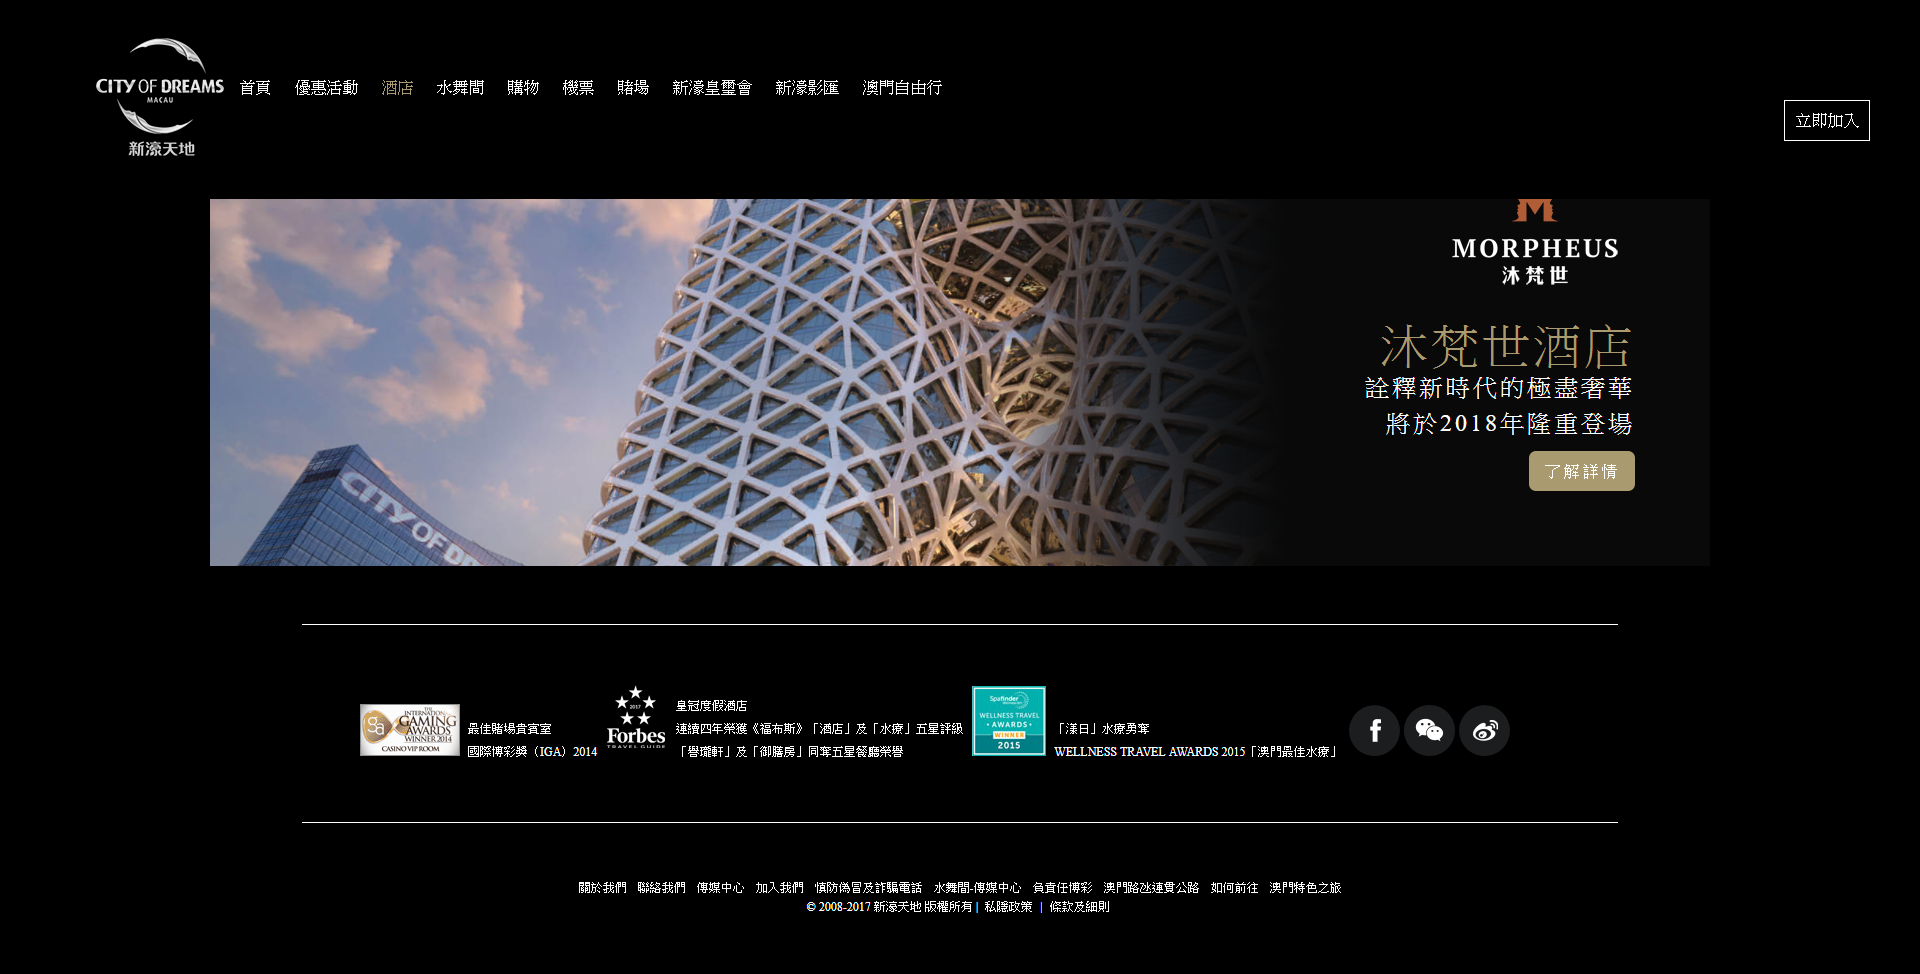 CITY OF DREAMS
MACAU
新濠天地
首頁 優惠活動 酒店 水舞間 購物 機票 賭場 新濠皇璽會 新濠影匯 澳門自由行
立即加入
MORPHEUS
沐梵世
沐梵世酒店
詮釋新時代的極盡奢華
將於2018年隆重登場
了解詳情
CITY OF DR
THE
INTERNATIONAL
GAMING
AWARDS
WINNER 2014
CASINO VIP ROOM
最佳賭場貴賓室
國際博彩獎（IGA）2014
2017
Forbes
TRAVEL GUIDE
皇冠度假酒店
連續四年榮獲《福布斯》「酒店」及「水療」五星評級
「譽瓏軒」及「御膳房」同奪五星餐廳榮譽
Spafinder
WELLNESS TRAVEL
AWARDS
WINNER
2015
「漾日」水療勇奪
WELLNESS TRAVEL AWARDS 2015「澳門最佳水療」
關於我們 聯絡我們 傳媒中心 加入我們 慎防偽冒及詐騙電話 水舞間-傳媒中心 負責任博彩 澳門路氹連貫公路 如何前往 澳門特色之旅
© 2008-2017 新濠天地 版權所有 | 私隱政策 | 條款及細則